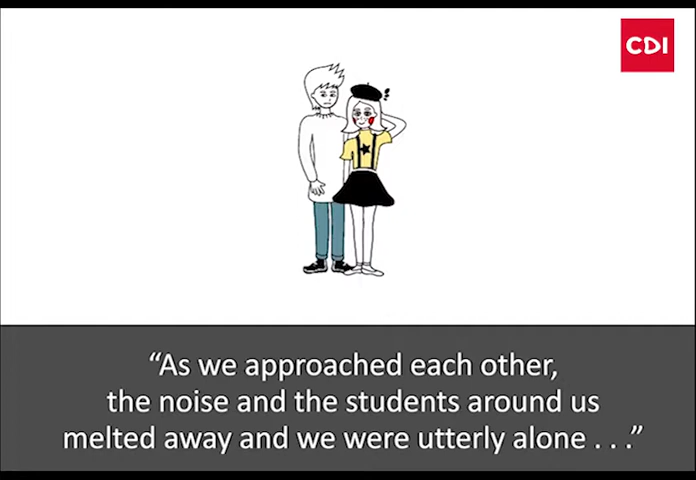 CDI
“As we approached each other,
the noise and the students around us
melted away and we were utterly alone . . .”